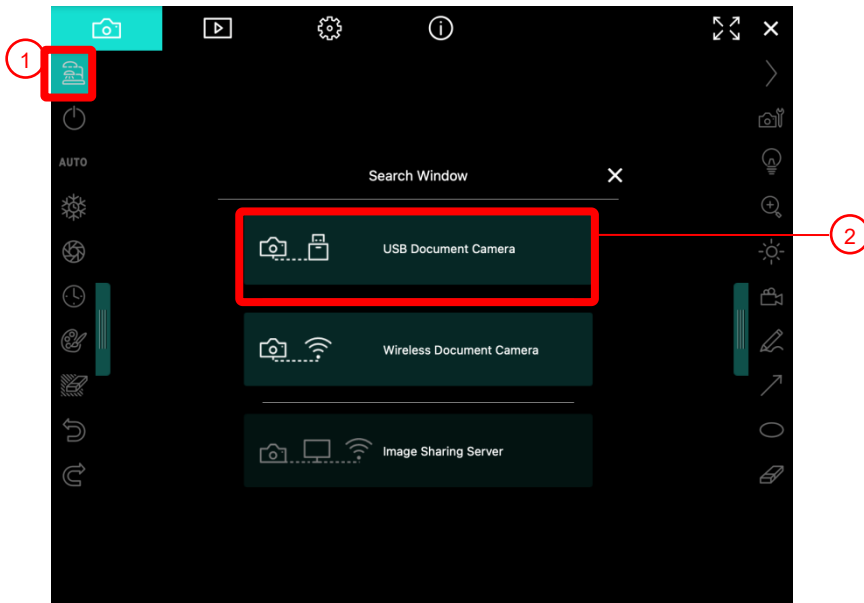 1
AUTO
Search Window
USB Document Camera
2
Wireless Document Camera
Image Sharing Server